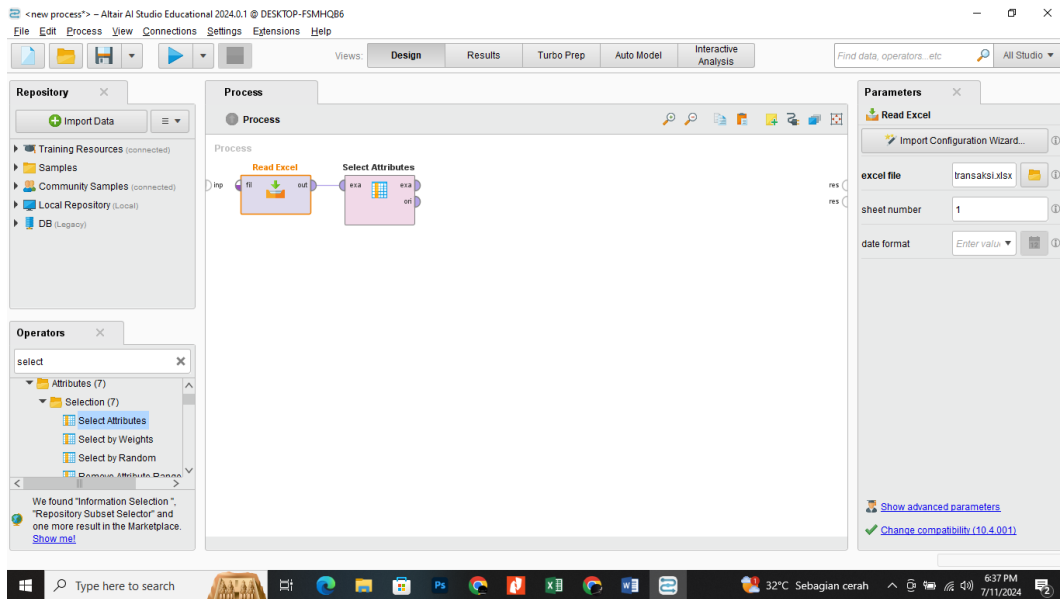 <new process*> – Altair AI Studio Educational 2024.0.1 @ DESKTOP-FSMHQB6
File Edit Process View Connections Settings Extensions Help
Views: Design Results Turbo Prep Auto Model Interactive Analysis
Find data, operators...etc All Studio
Repository
Import Data
Training Resources (connected)
Samples
Community Samples (connected)
Local Repository (Local)
DB (Legacy)
Operators
select
Attributes (7)
Selection (7)
Select Attributes
Select by Weights
Select by Random
Remove Attribute Range
We found "Information Selection ",
"Repository Subset Selector" and
one more result in the Marketplace.
Show me!
Process
Process
Process
Read Excel Select Attributes
inp fil out exa exa res
ori res
Parameters
Read Excel
Import Configuration Wizard...
excel file transaksi.xlsx
sheet number 1
date format Enter valu
Show advanced parameters
Change compatibility (10.4.001)
Type here to search
Ps
32°C Sebagian cerah
6:37 PM
7/11/2024
2